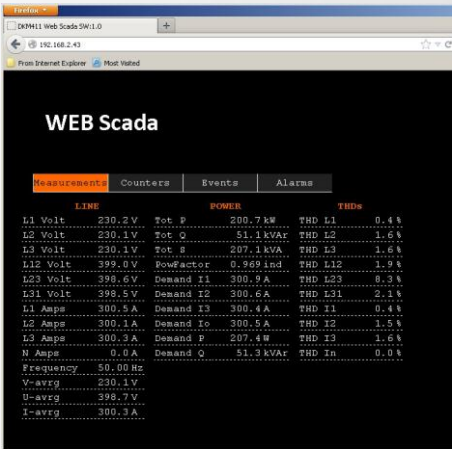 Firefox
DKM411 Web Scada SW:1.0
+
192.168.2.43
From Internet Explorer Most Visited
WEB Scada
Measurements Counters Events Alarms
LINE POWER THDs
L1 Volt 230.2 V Tot P 200.7 kW THD L1 0.4 %
L2 Volt 230.1 V Tot Q 51.1 kVAr THD L2 1.6 %
L3 Volt 230.1 V Tot S 207.1 kVA THD L3 1.6 %
L12 Volt 399.0 V PowFactor 0.969 ind THD L12 1.9 %
L23 Volt 398.6 V Demand I1 300.9 A THD L23 8.3 %
L31 Volt 398.5 V Demand I2 300.6 A THD L31 2.1 %
L1 Amps 300.5 A Demand I3 300.4 A THD I1 0.4 %
L2 Amps 300.1 A Demand Io 300.5 A THD I2 1.5 %
L3 Amps 300.3 A Demand P 207.4 W THD I3 1.6 %
N Amps 0.0 A Demand Q 51.3 kVAr THD In 0.0 %
Frequency 50.00 Hz
V-avrg 230.1 V
U-avrg 398.7 V
I-avrg 300.3 A